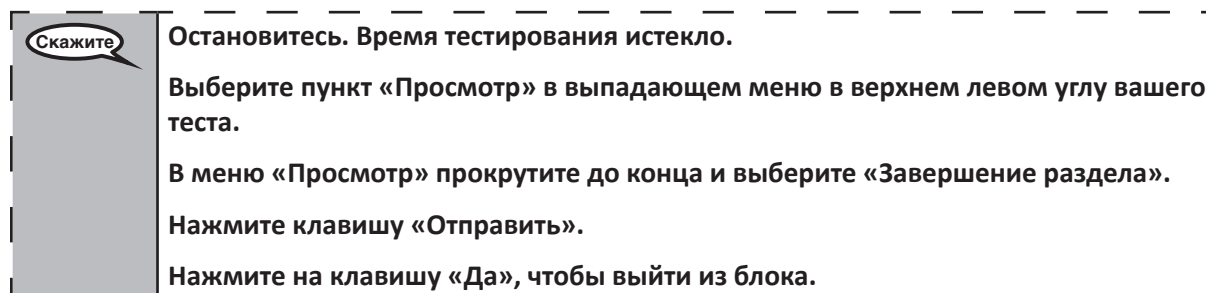 Скажите
Остановитесь. Время тестирования истекло.
Выберите пункт «Просмотр» в выпадающем меню в верхнем левом углу вашего
теста.
В меню «Просмотр» прокрутите до конца и выберите «Завершение раздела».
Нажмите клавишу «Отправить».
Нажмите на клавишу «Да», чтобы выйти из блока.